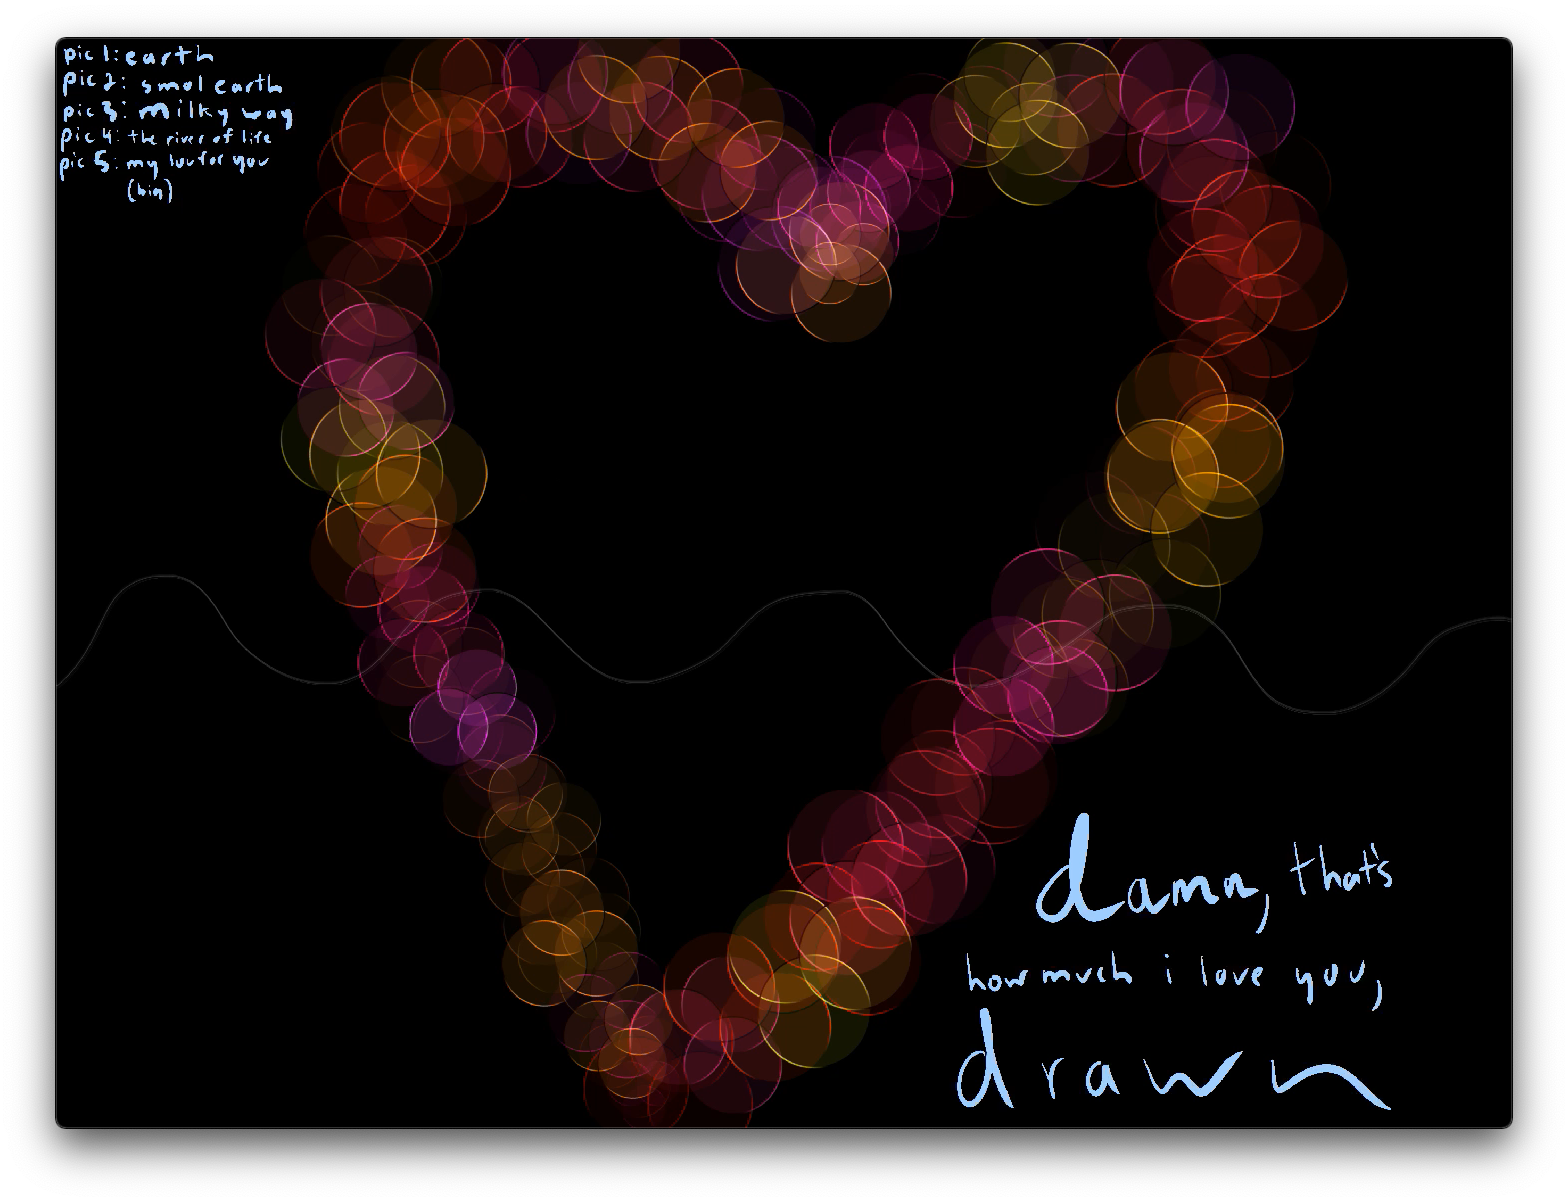 pic 1: earth
pic 2: smol earth
pic 3: milky way
pic 4: the river of life
pic 5: my luv for you
(big)
damn, that's
how much i love you,
drawn